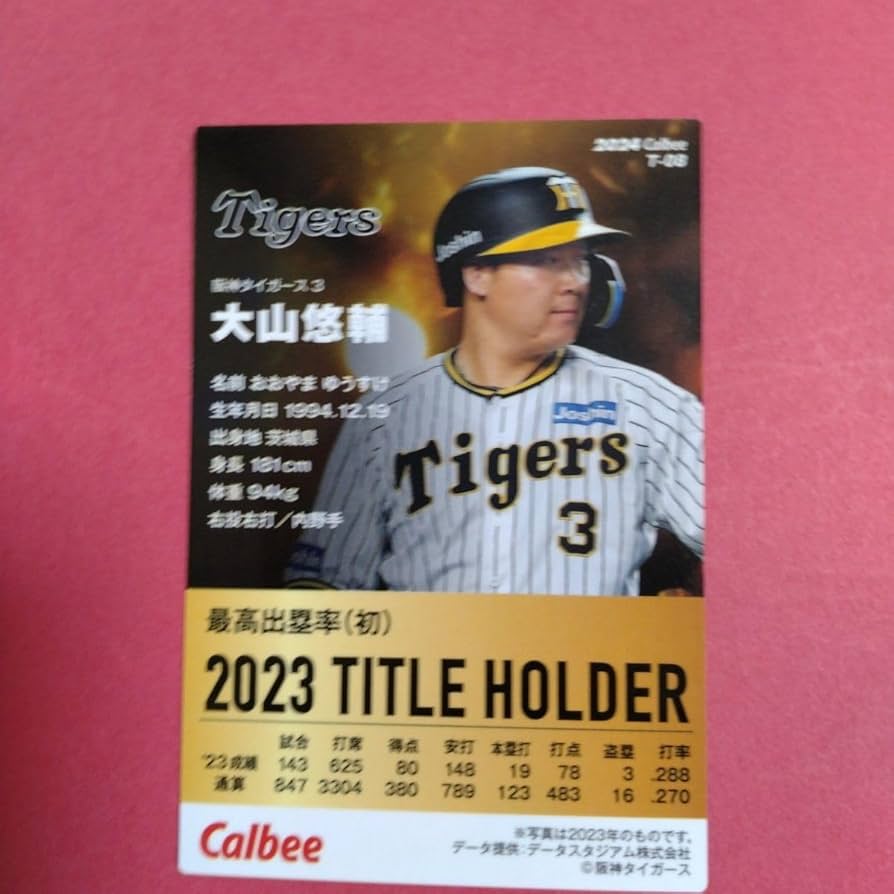 2024 Calbee
T-08
Tigers
阪神タイガース 3
大山悠輔
名前 おおやま ゆうすけ
生年月日 1994.12.19
出身地 茨城県
身長 181cm
体重 94kg
右投右打／内野手
Joshin
Joshin
Tigers
3
最高出塁率(初)
2023 TITLE HOLDER
試合 打席 得点 安打 本塁打 打点 盗塁 打率
'23成績 143 625 80 148 19 78 3 .288
通算 847 3304 380 789 123 483 16 .270
Calbee
※写真は2023年のものです。
データ提供:データスタジアム株式会社
©阪神タイガース